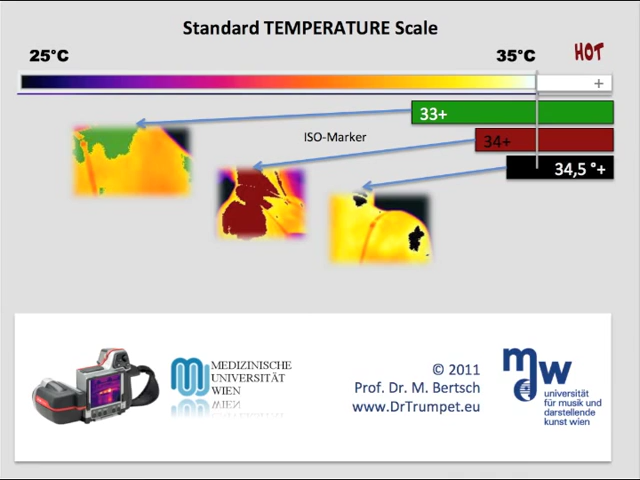 Standard TEMPERATURE Scale
25°C
35°C
HOT
+
33+
ISO-Marker
34+
34,5 °+
MEDIZINISCHE
UNIVERSITÄT
WIEN
WIEN
© 2011
Prof. Dr. M. Bertsch
www.DrTrumpet.eu
mdw
universität
für musik und
darstellende
kunst wien